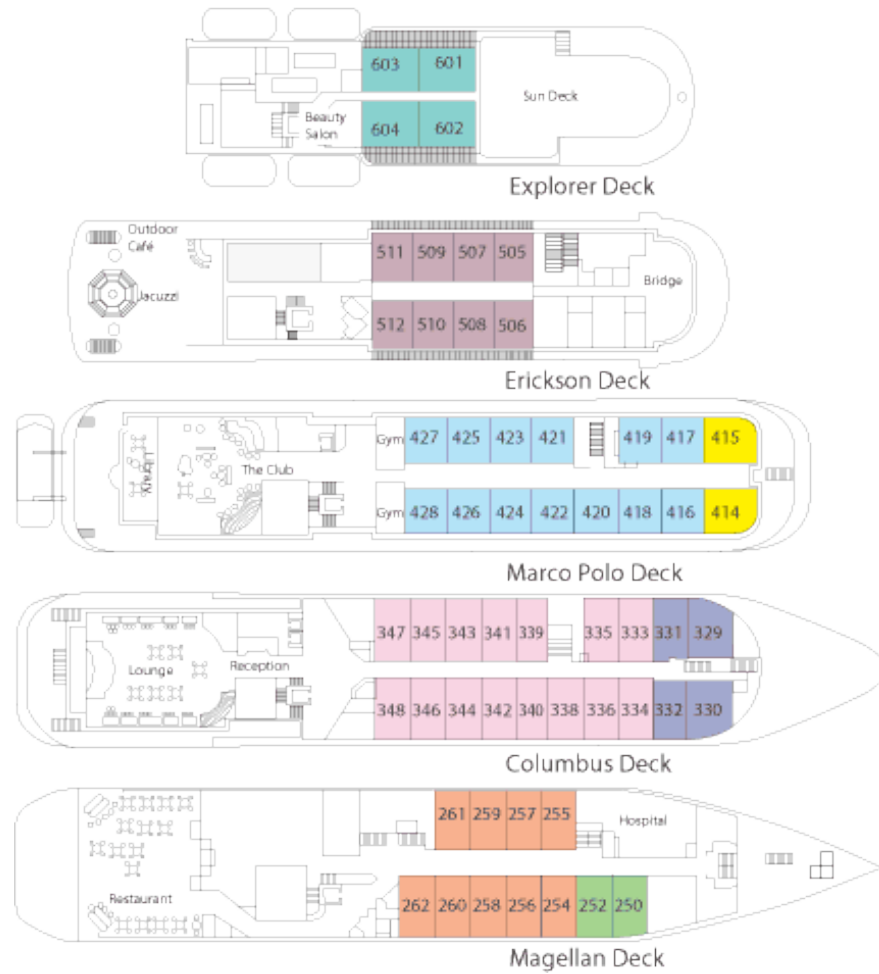 603 601
Sun Deck
Beauty
Salon
604 602
Explorer Deck
Outdoor
Café
511 509 507 505
Bridge
Jacuzzi
512 510 508 506
Erickson Deck
Gym 427 425 423 421 419 417 415
Library
The Club
Gym 428 426 424 422 420 418 416 414
Marco Polo Deck
347 345 343 341 339 335 333 331 329
Lounge
Reception
348 346 344 342 340 338 336 334 332 330
Columbus Deck
261 259 257 255
Hospital
Restaurant
262 260 258 256 254 252 250
Magellan Deck